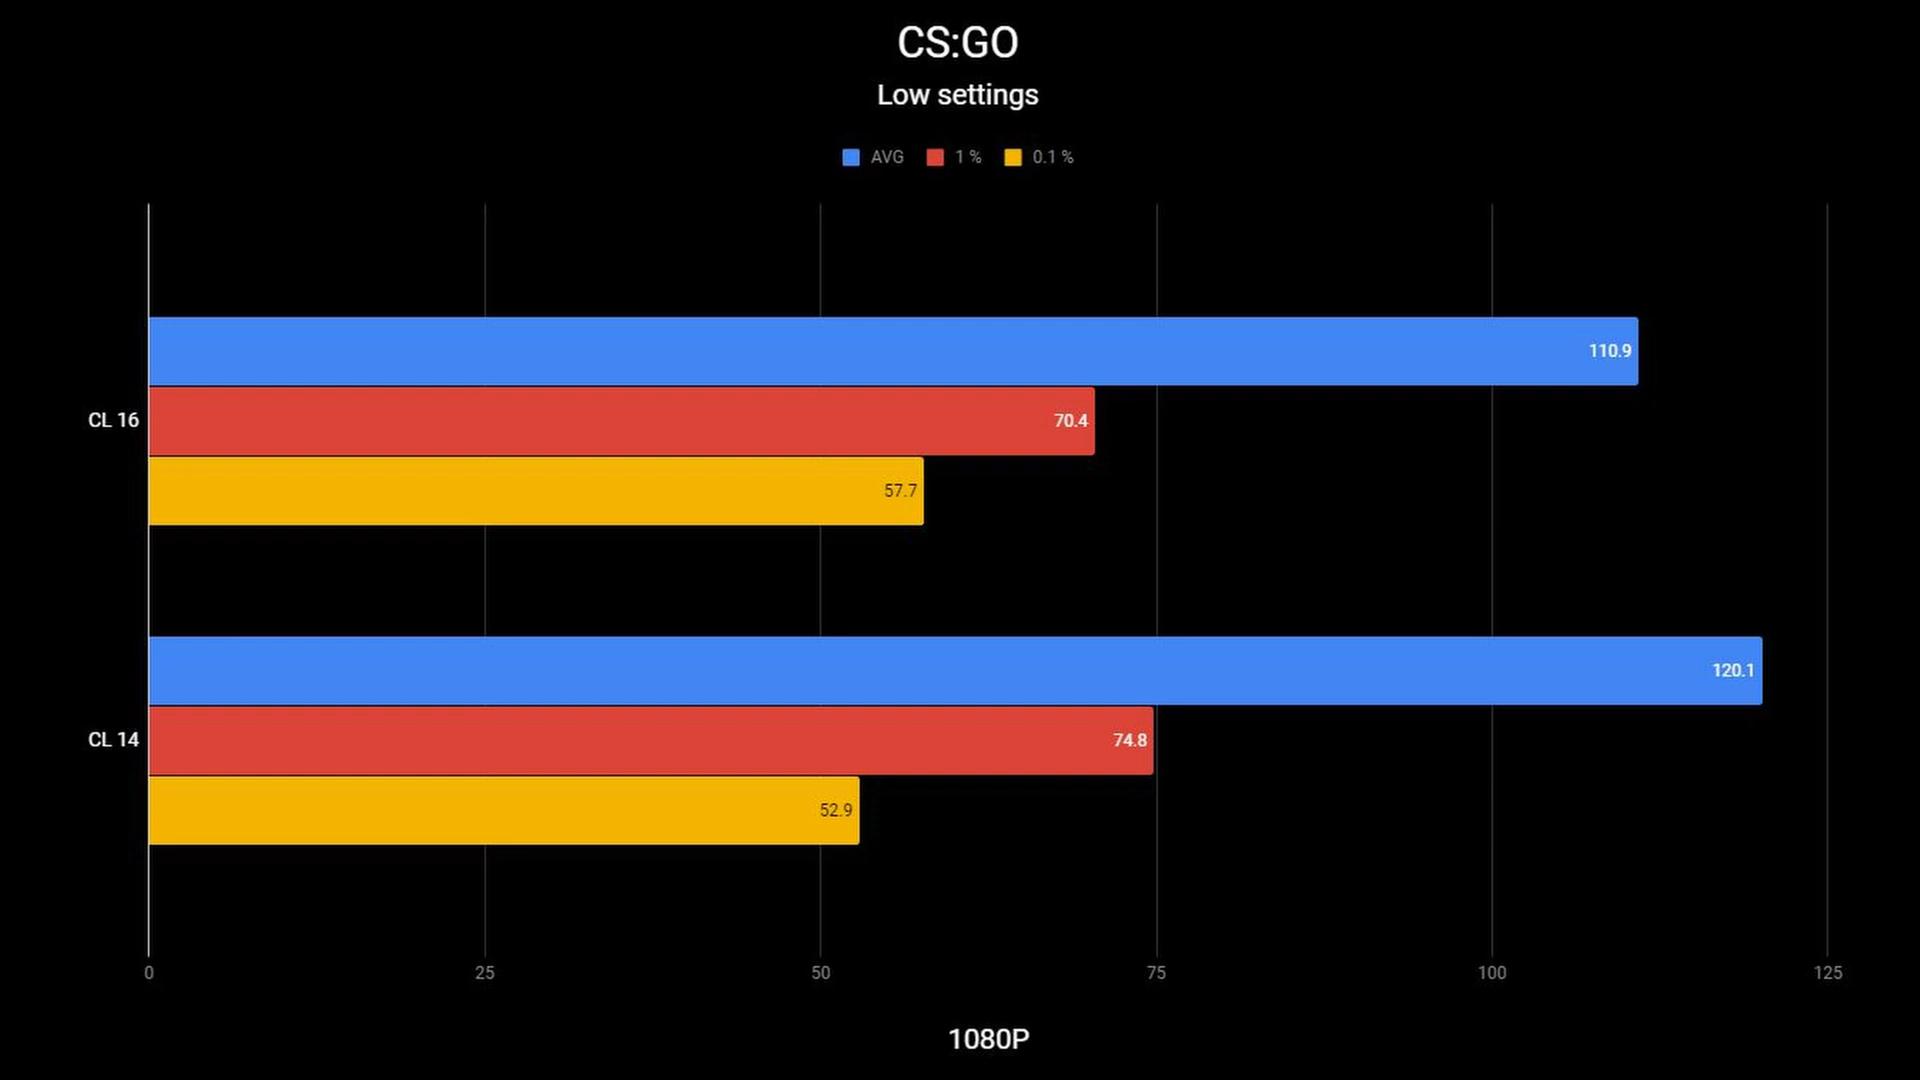 CS:GO
Low settings
AVG 1 % 0.1 %
110.9
CL 16 70.4
57.7
120.1
CL 14 74.8
52.9
0 25 50 75 100 125
1080P